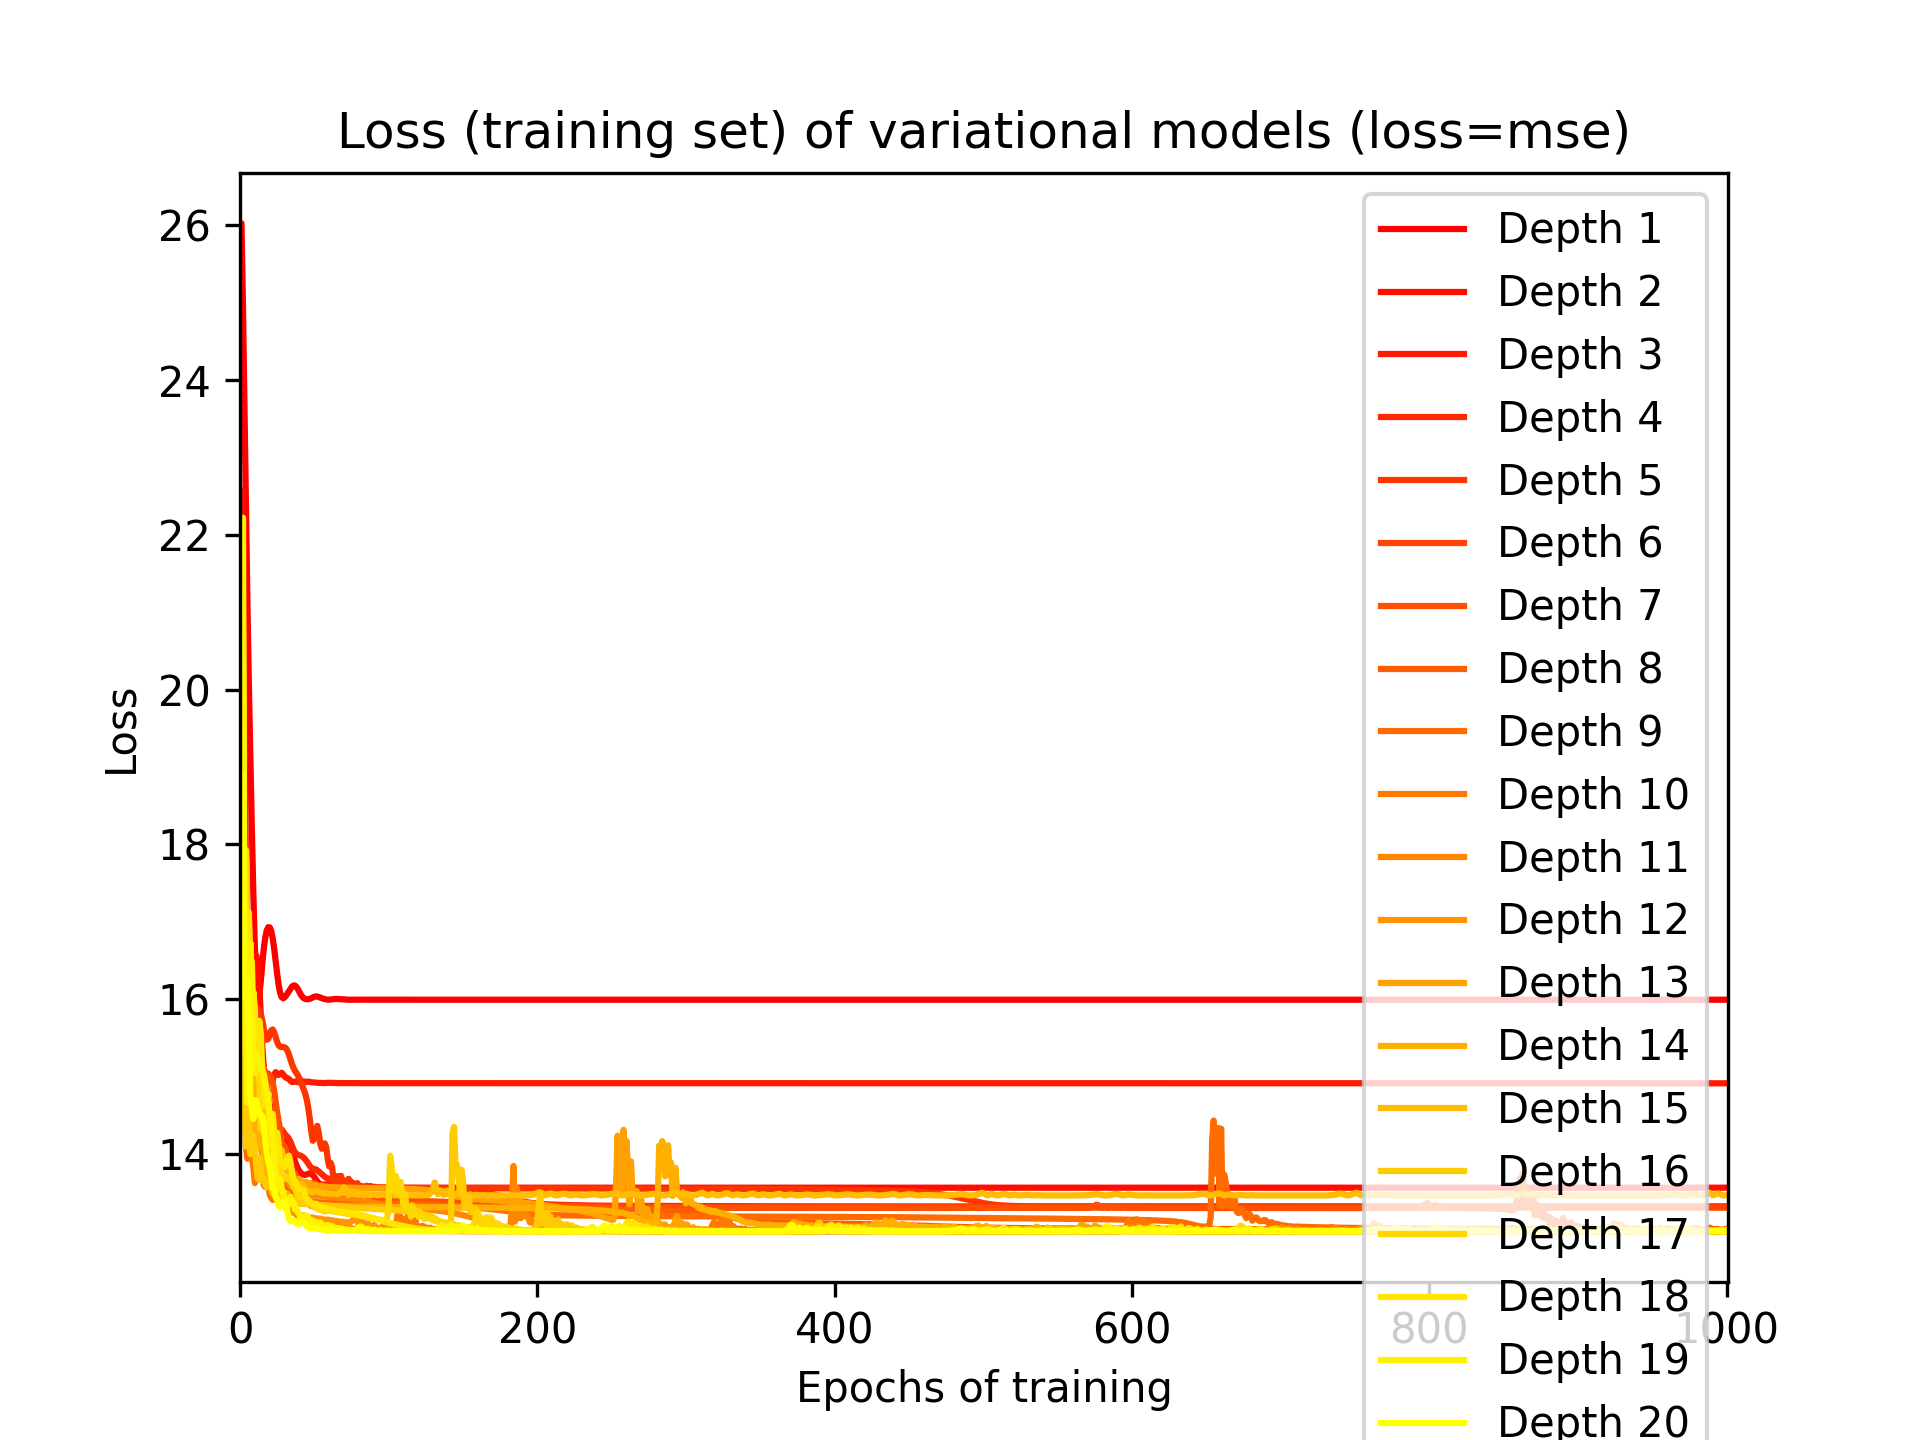 Loss (training set) of variational models (loss=mse)
26
24
22
20
18
16
14
Loss
0
200
400
600
800
1000
Epochs of training
Depth 1
Depth 2
Depth 3
Depth 4
Depth 5
Depth 6
Depth 7
Depth 8
Depth 9
Depth 10
Depth 11
Depth 12
Depth 13
Depth 14
Depth 15
Depth 16
Depth 17
Depth 18
Depth 19
Depth 20